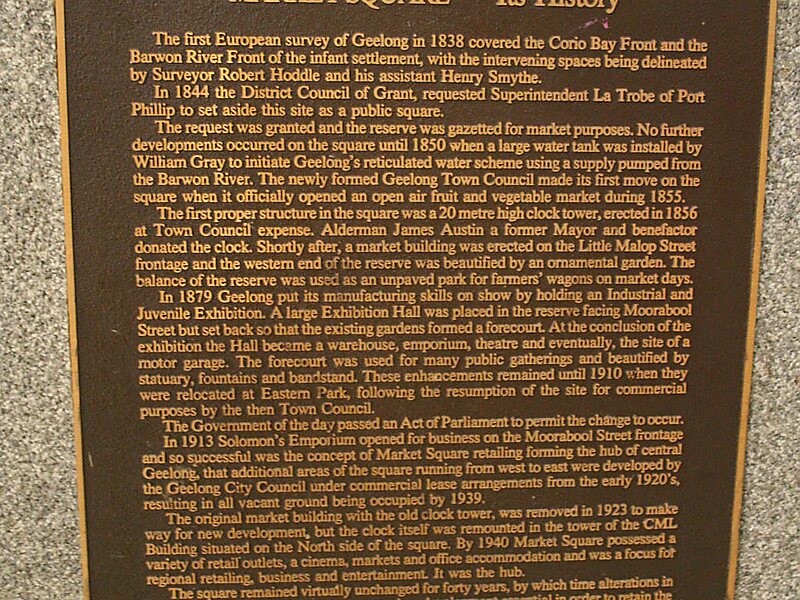 MARKET SQUARE Its History
The first European survey of Geelong in 1838 covered the Corio Bay Front and the
Barwon River Front of the infant settlement, with the intervening spaces being delineated
by Surveyor Robert Hoddle and his assistant Henry Smythe.
In 1844 the District Council of Grant, requested Superintendent La Trobe of Port
Phillip to set aside this site as a public square.
The request was granted and the reserve was gazetted for market purposes. No further
developments occurred on the square until 1850 when a large water tank was installed by
William Gray to initiate Geelong's reticulated water scheme using a supply pumped from
the Barwon River. The newly formed Geelong Town Council made its first move on the
square when it officially opened an open air fruit and vegetable market during 1855.
The first proper structure in the square was a 20 metre high clock tower, erected in 1856
at Town Council expense. Alderman James Austin a former Mayor and benefactor
donated the clock. Shortly after, a market building was erected on the Little Malop Street
frontage and the western end of the reserve was beautified by an ornamental garden. The
balance of the reserve was used as an unpaved park for farmers' wagons on market days.
In 1879 Geelong put its manufacturing skills on show by holding an Industrial and
Juvenile Exhibition. A large Exhibition Hall was placed in the reserve facing Moorabool
Street but set back so that the existing gardens formed a forecourt. At the conclusion of the
exhibition the Hall became a warehouse, emporium, theatre and eventually, the site of a
motor garage. The forecourt was used for many public gatherings and beautified by
statuary, fountains and bandstand. These enhancements remained until 1910 when they
were relocated at Eastern Park, following the resumption of the site for commercial
purposes by the then Town Council.
The Government of the day passed an Act of Parliament to permit the change to occur.
In 1913 Solomon's Emporium opened for business on the Moorabool Street frontage
and so successful was the concept of Market Square retailing forming the hub of central
Geelong, that additional areas of the square running from west to east were developed by
the Geelong City Council under commercial lease arrangements from the early 1920's,
resulting in all vacant ground being occupied by 1939.
The original market building with the old clock tower, was removed in 1923 to make
way for new development, but the clock itself was remounted in the tower of the CML
Building situated on the North side of the square. By 1940 Market Square possessed a
variety of retail outlets, a cinema, markets and office accommodation and was a focus for
regional retailing, business and entertainment. It was the hub.
The square remained virtually unchanged for forty years, by which time alterations in
essential in order to retain the